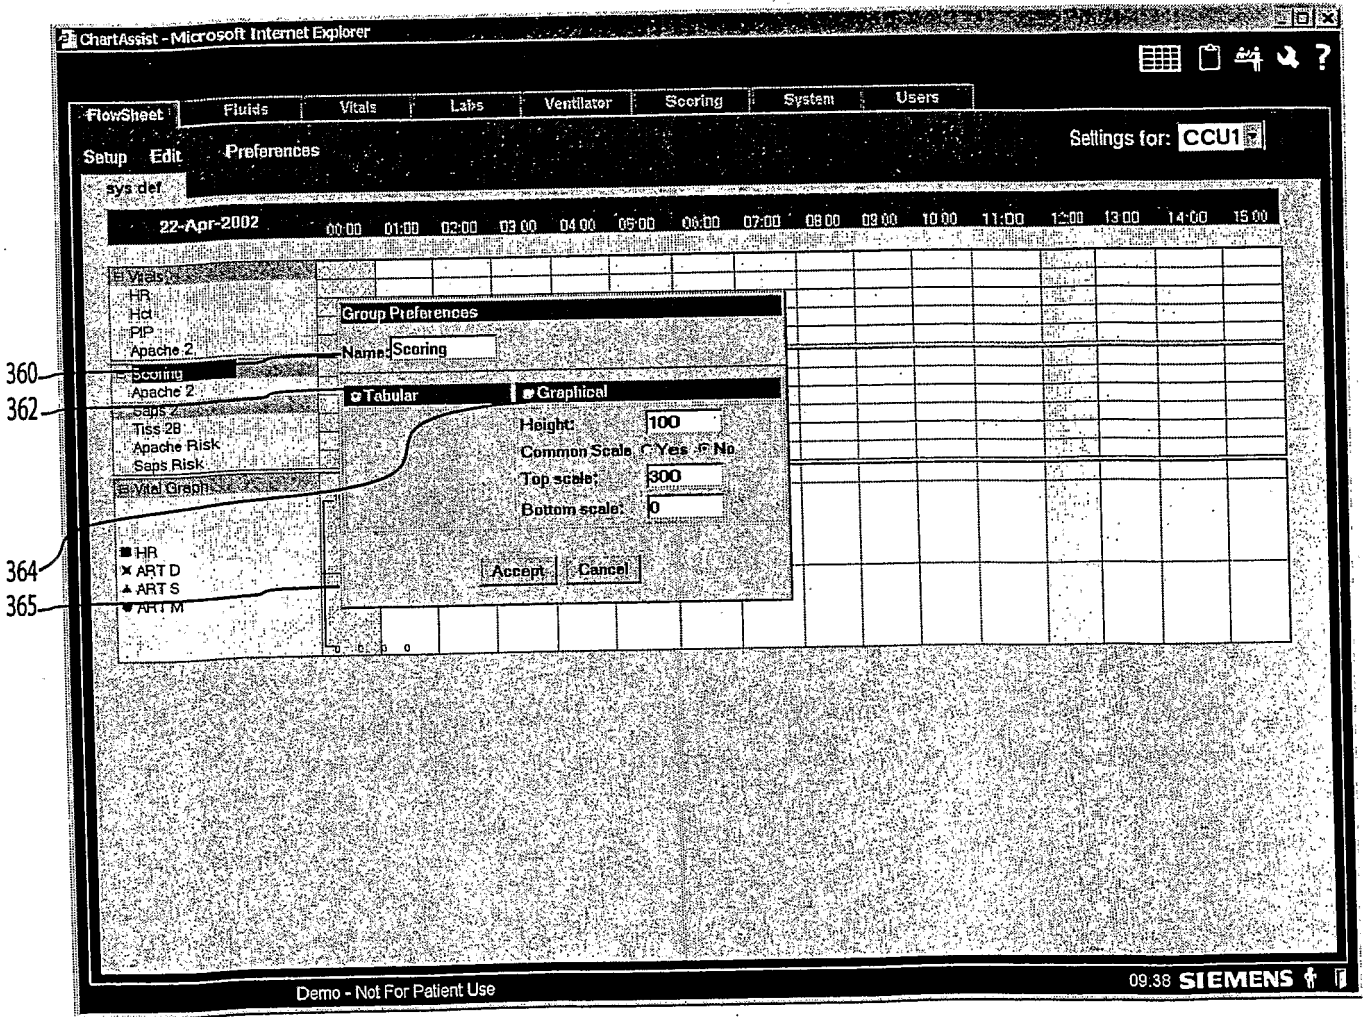 ChartAssist - Microsoft Internet Explorer
?
FlowSheet Fluids Vitals Labs Ventilator Scoring System Users
Setup Edit Preferences Settings for: CCU1
sys def
22-Apr-2002 00:00 01:00 02:00 03:00 04:00 05:00 06:00 07:00 08:00 09:00 10:00 11:00 12:00 13:00 14:00 15:00
Vitals
HR
Hct
PIP
Apache 2
Scoring
Apache 2
Saps 2
Tiss 28
Apache Risk
Saps Risk
Vital Graph
HR
ART D
ART S
ART M
0 0 0 0
Group Preferences
Name: Scoring
Tabular Graphical
Height: 100
Common Scale Yes No
Top scale: 300
Bottom scale: 0
Accept Cancel
360
362
364
365
Demo - Not For Patient Use 09:38 SIEMENS